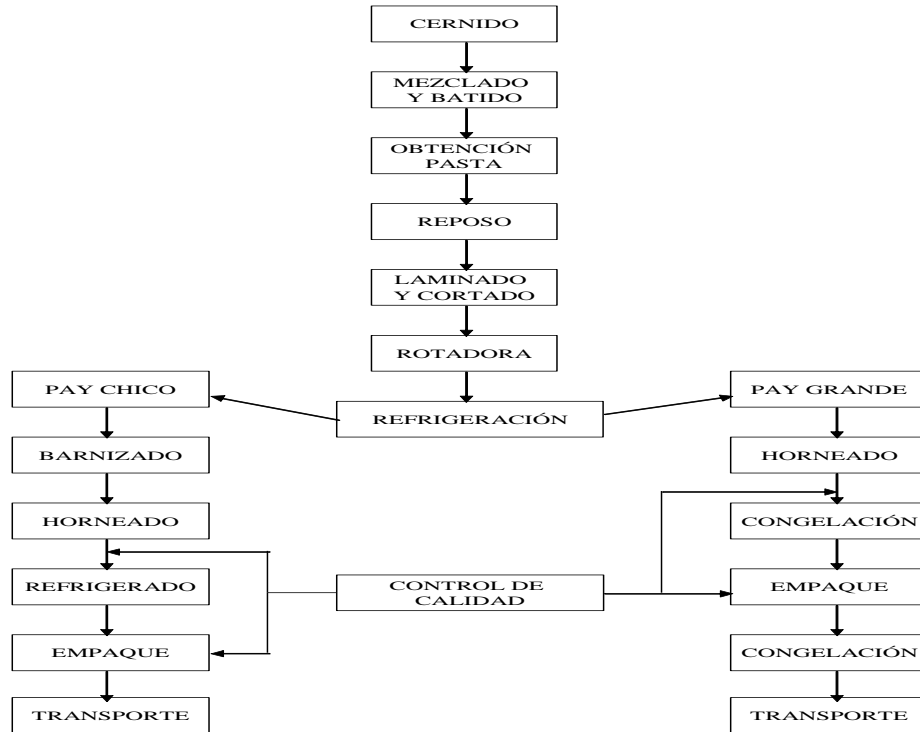 CERNIDO
MEZCLADO
Y BATIDO
OBTENCIÓN
PASTA
REPOSO
LAMINADO
Y CORTADO
ROTADORA
REFRIGERACIÓN
PAY CHICO
BARNIZADO
HORNEADO
REFRIGERADO
EMPAQUE
TRANSPORTE
CONTROL DE
CALIDAD
PAY GRANDE
HORNEADO
CONGELACIÓN
EMPAQUE
CONGELACIÓN
TRANSPORTE